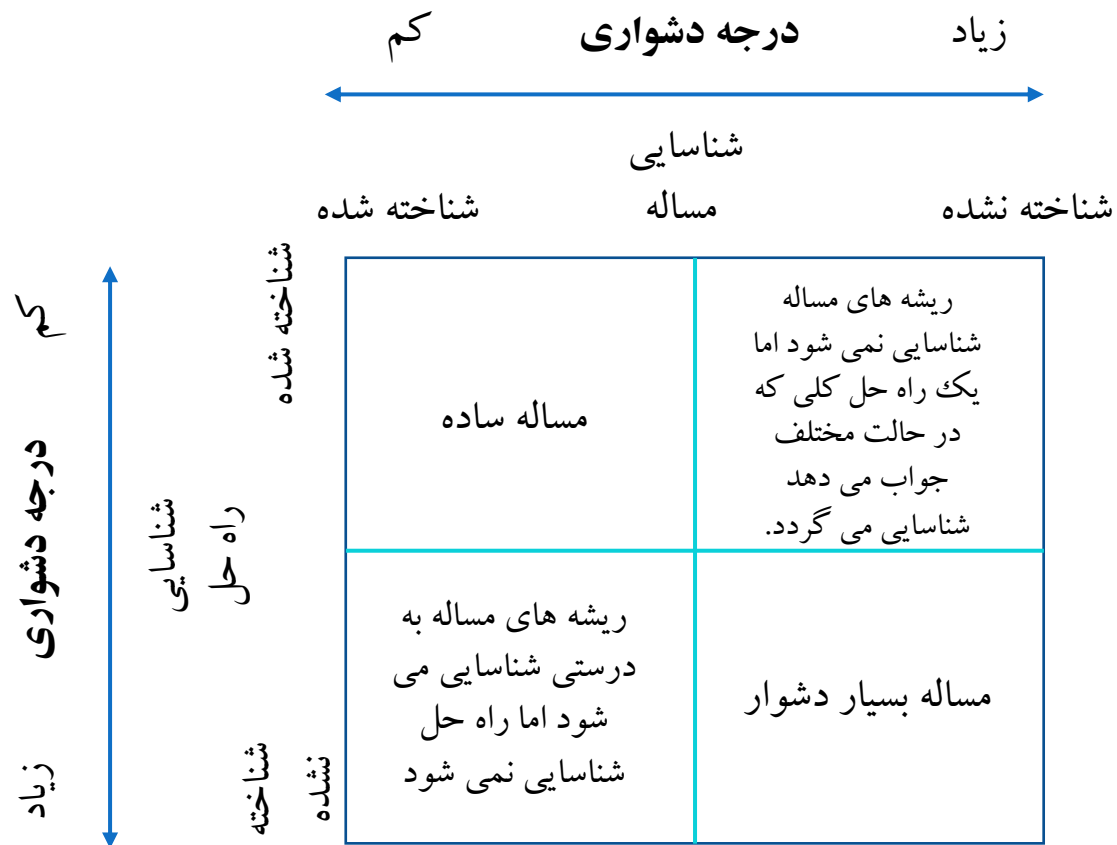 زیاد
درجه دشواری
کم
شناسایی
مساله
شناخته نشده
شناخته شده
ریشه های مساله
شناسایی نمی شود اما
یک راه حل کلی که
در حالت مختلف
جواب می دهد
شناسایی می گردد.
مساله ساده
مساله بسیار دشوار
ریشه های مساله به
درستی شناسایی می
شود اما راه حل
شناسایی نمی شود
شناخته شده
شناخته
نشده
شناسایی
راه حل
کم
درجه دشواری
زیاد